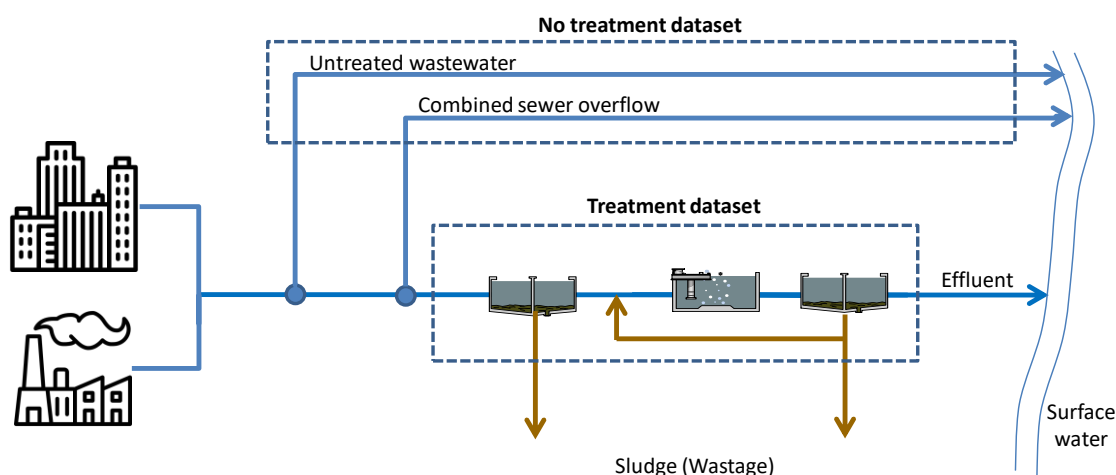 No treatment dataset
Untreated wastewater
Combined sewer overflow
Treatment dataset
Effluent
Surface
water
Sludge (Wastage)